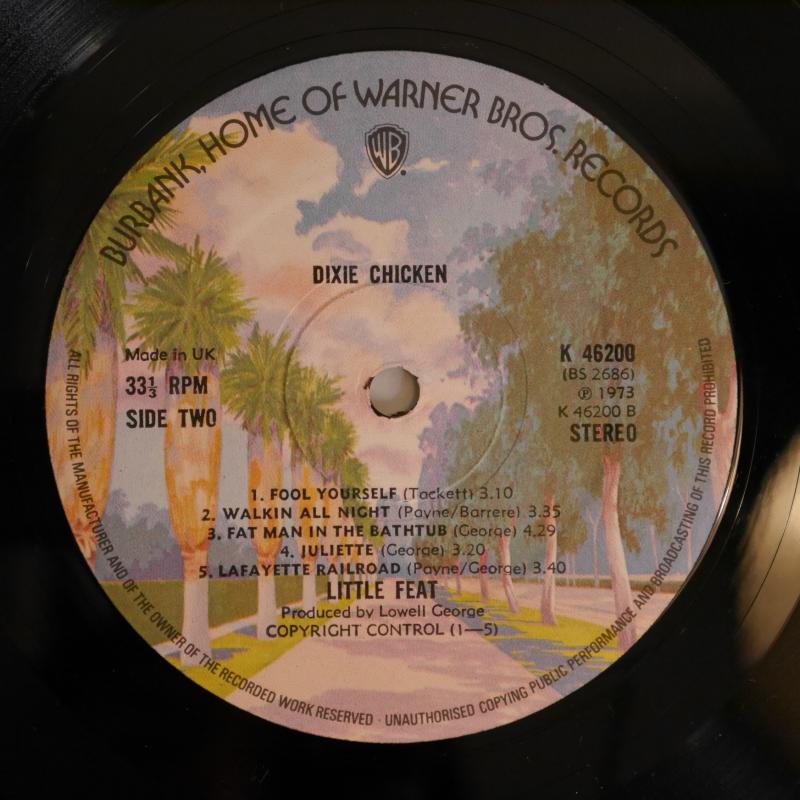 BURBANK, HOME OF WARNER BROS. RECORDS
WB
DIXIE CHICKEN
Made in UK
33⅓ RPM
SIDE TWO
K 46200
(BS 2686)
℗ 1973
K 46200 B
STEREO
1. FOOL YOURSELF (Tackett) 3.10
2. WALKIN ALL NIGHT (Payne/Barrere) 3.35
3. FAT MAN IN THE BATHTUB (George) 4.29
4. JULIETTE (George) 3.20
5. LAFAYETTE RAILROAD (Payne/George) 3.40
LITTLE FEAT
Produced by Lowell George
COPYRIGHT CONTROL (1—5)
ALL RIGHTS OF THE MANUFACTURER AND OF THE OWNER OF THE RECORDED WORK RESERVED · UNAUTHORISED COPYING PUBLIC PERFORMANCE AND BROADCASTING OF THIS RECORD PROHIBITED